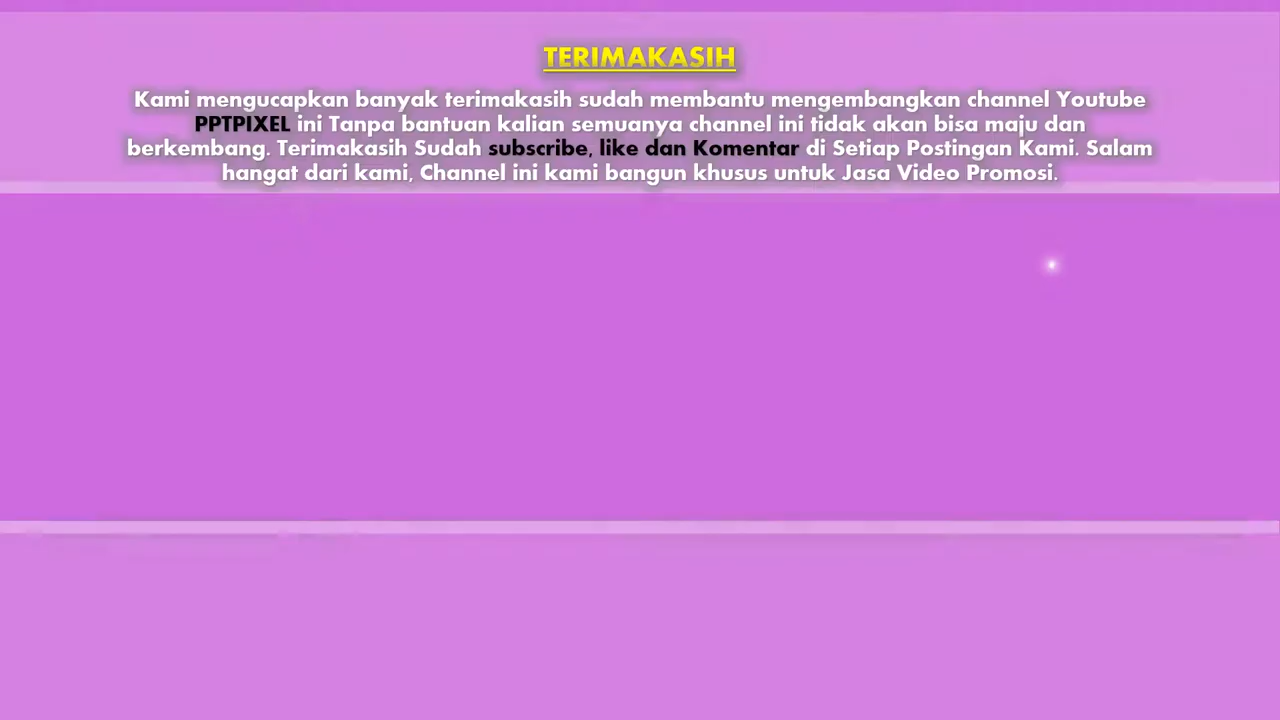 TERIMAKASIH
Kami mengucapkan banyak terimakasih sudah membantu mengembangkan channel Youtube
PPTPIXEL ini Tanpa bantuan kalian semuanya channel ini tidak akan bisa maju dan
berkembang. Terimakasih Sudah subscribe, like dan Komentar di Setiap Postingan Kami. Salam
hangat dari kami, Channel ini kami bangun khusus untuk Jasa Video Promosi.